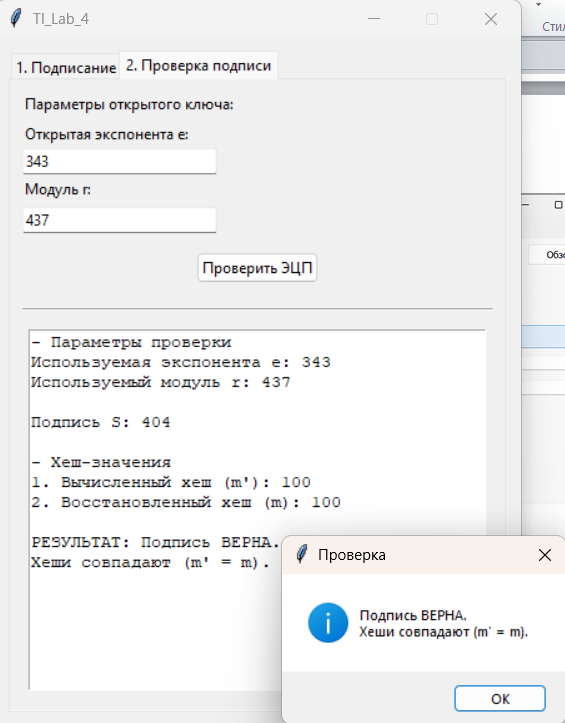 TI_Lab_4
Стил
1. Подписание
2. Проверка подписи
Параметры открытого ключа:
Открытая экспонента e:
343
Модуль r:
437
Обзо
Проверить ЭЦП
- Параметры проверки
Используемая экспонента e: 343
Используемый модуль r: 437
Подпись S: 404
- Хеш-значения
1. Вычисленный хеш (m'): 100
2. Восстановленный хеш (m): 100
РЕЗУЛЬТАТ: Подпись ВЕРНА.
Хеши совпадают (m' = m).
Проверка
Подпись ВЕРНА.
Хеши совпадают (m' = m).
ОК